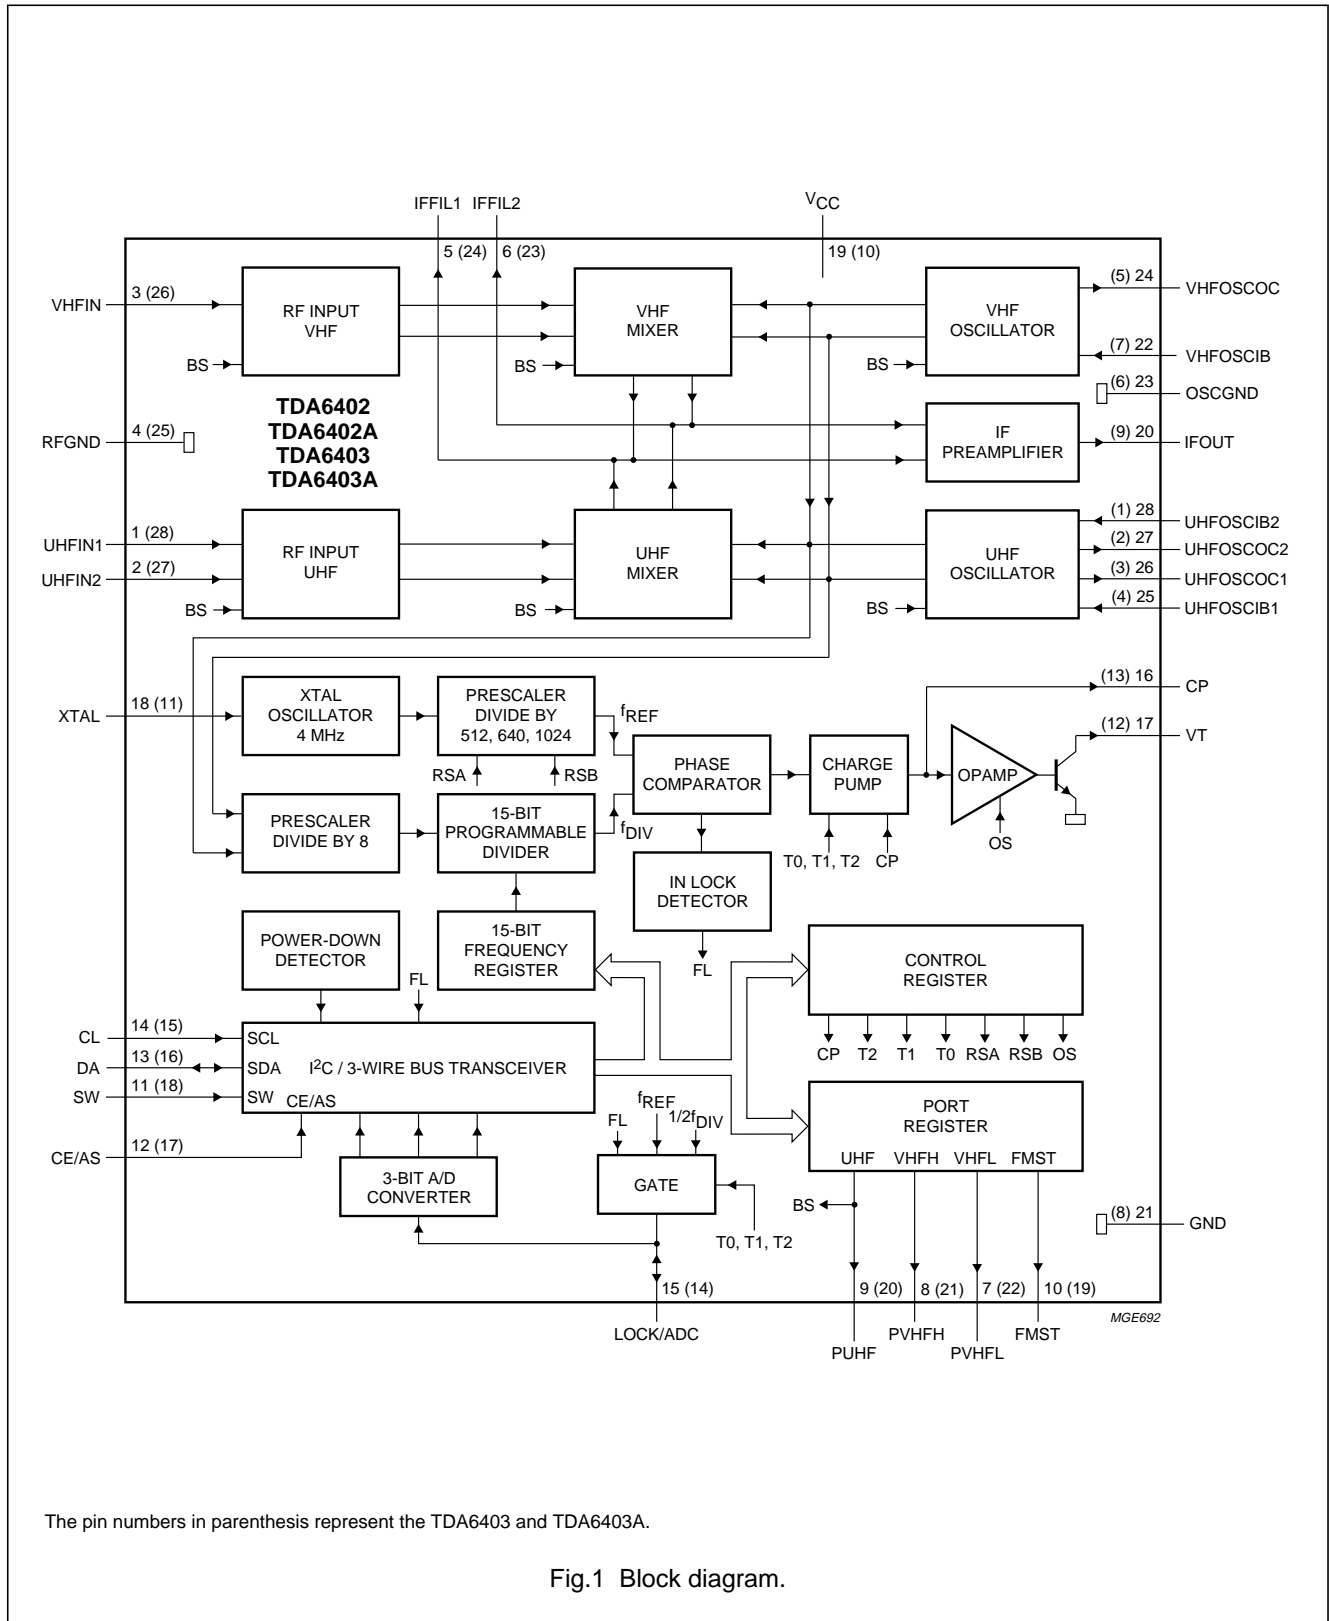 IFFIL1 IFFIL2 VCC
5 (24) 6 (23) 19 (10)
VHFIN 3 (26) (5) 24 VHFOSCOC
RF INPUT
VHF
VHF
MIXER
VHF
OSCILLATOR
(7) 22 VHFOSCIB
BS BS BS
(6) 23 OSCGND
TDA6402
TDA6402A
TDA6403
TDA6403A
RFGND 4 (25)
IF
PREAMPLIFIER
(9) 20 IFOUT
UHFIN1 1 (28)
UHFIN2 2 (27)
RF INPUT
UHF
UHF
MIXER
UHF
OSCILLATOR
(1) 28 UHFOSCIB2
(2) 27 UHFOSCOC2
(3) 26 UHFOSCOC1
(4) 25 UHFOSCIB1
BS BS BS
XTAL 18 (11)
XTAL
OSCILLATOR
4 MHz
PRESCALER
DIVIDE BY
512, 640, 1024
fREF
RSA RSB
(13) 16 CP
(12) 17 VT
PHASE
COMPARATOR
CHARGE
PUMP
OPAMP
PRESCALER
DIVIDE BY 8
15-BIT
PROGRAMMABLE
DIVIDER
fDIV
T0, T1, T2 CP
OS
IN LOCK
DETECTOR
FL
POWER-DOWN
DETECTOR
15-BIT
FREQUENCY
REGISTER
FL
CONTROL
REGISTER
CP T2 T1 T0 RSA RSB OS
CL 14 (15) SCL
DA 13 (16) SDA
I2C / 3-WIRE BUS TRANSCEIVER
SW 11 (18) SW
CE/AS
CE/AS 12 (17)
3-BIT A/D
CONVERTER
FL fREF 1/2fDIV
GATE
T0, T1, T2
PORT
REGISTER
UHF VHFH VHFL FMST
BS
(8) 21 GND
15 (14) 9 (20) 8 (21) 7 (22) 10 (19)
MGE692
LOCK/ADC PUHF PVHFH PVHFL FMST
The pin numbers in parenthesis represent the TDA6403 and TDA6403A.
Fig.1 Block diagram.